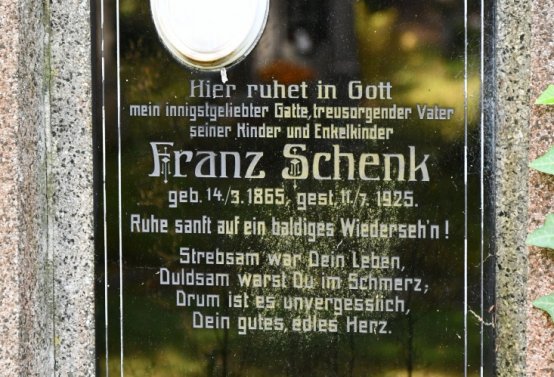 Hier ruhet in Gott
mein innigstgeliebter Gatte, treusorgender Vater
seiner Kinder und Enkelkinder
Franz Schenk
geb. 14./3. 1865, gest. 11./7. 1925.
Ruhe sanft auf ein baldiges Wiederseh'n!
Strebsam war Dein Leben,
Duldsam warst Du im Schmerz;
Drum ist es unvergesslich,
Dein gutes, edles Herz.